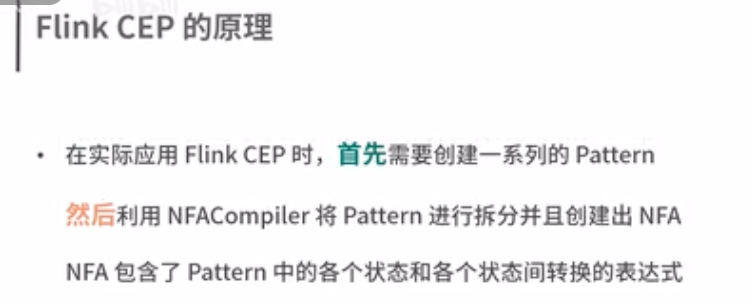 Flink CEP 的原理
• 在实际应用 Flink CEP 时，首先需要创建一系列的 Pattern
然后利用 NFACompiler 将 Pattern 进行拆分并且创建出 NFA
NFA 包含了 Pattern 中的各个状态和各个状态间转换的表达式